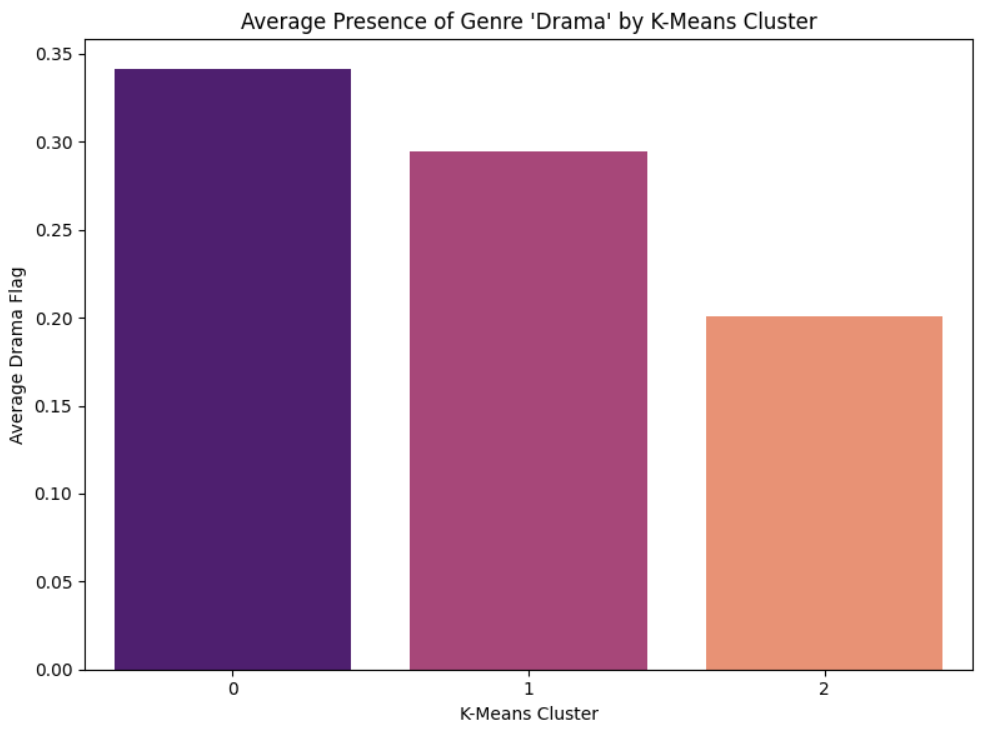 Average Presence of Genre 'Drama' by K-Means Cluster
Average Drama Flag
0.35
0.30
0.25
0.20
0.15
0.10
0.05
0.00
0 1 2
K-Means Cluster